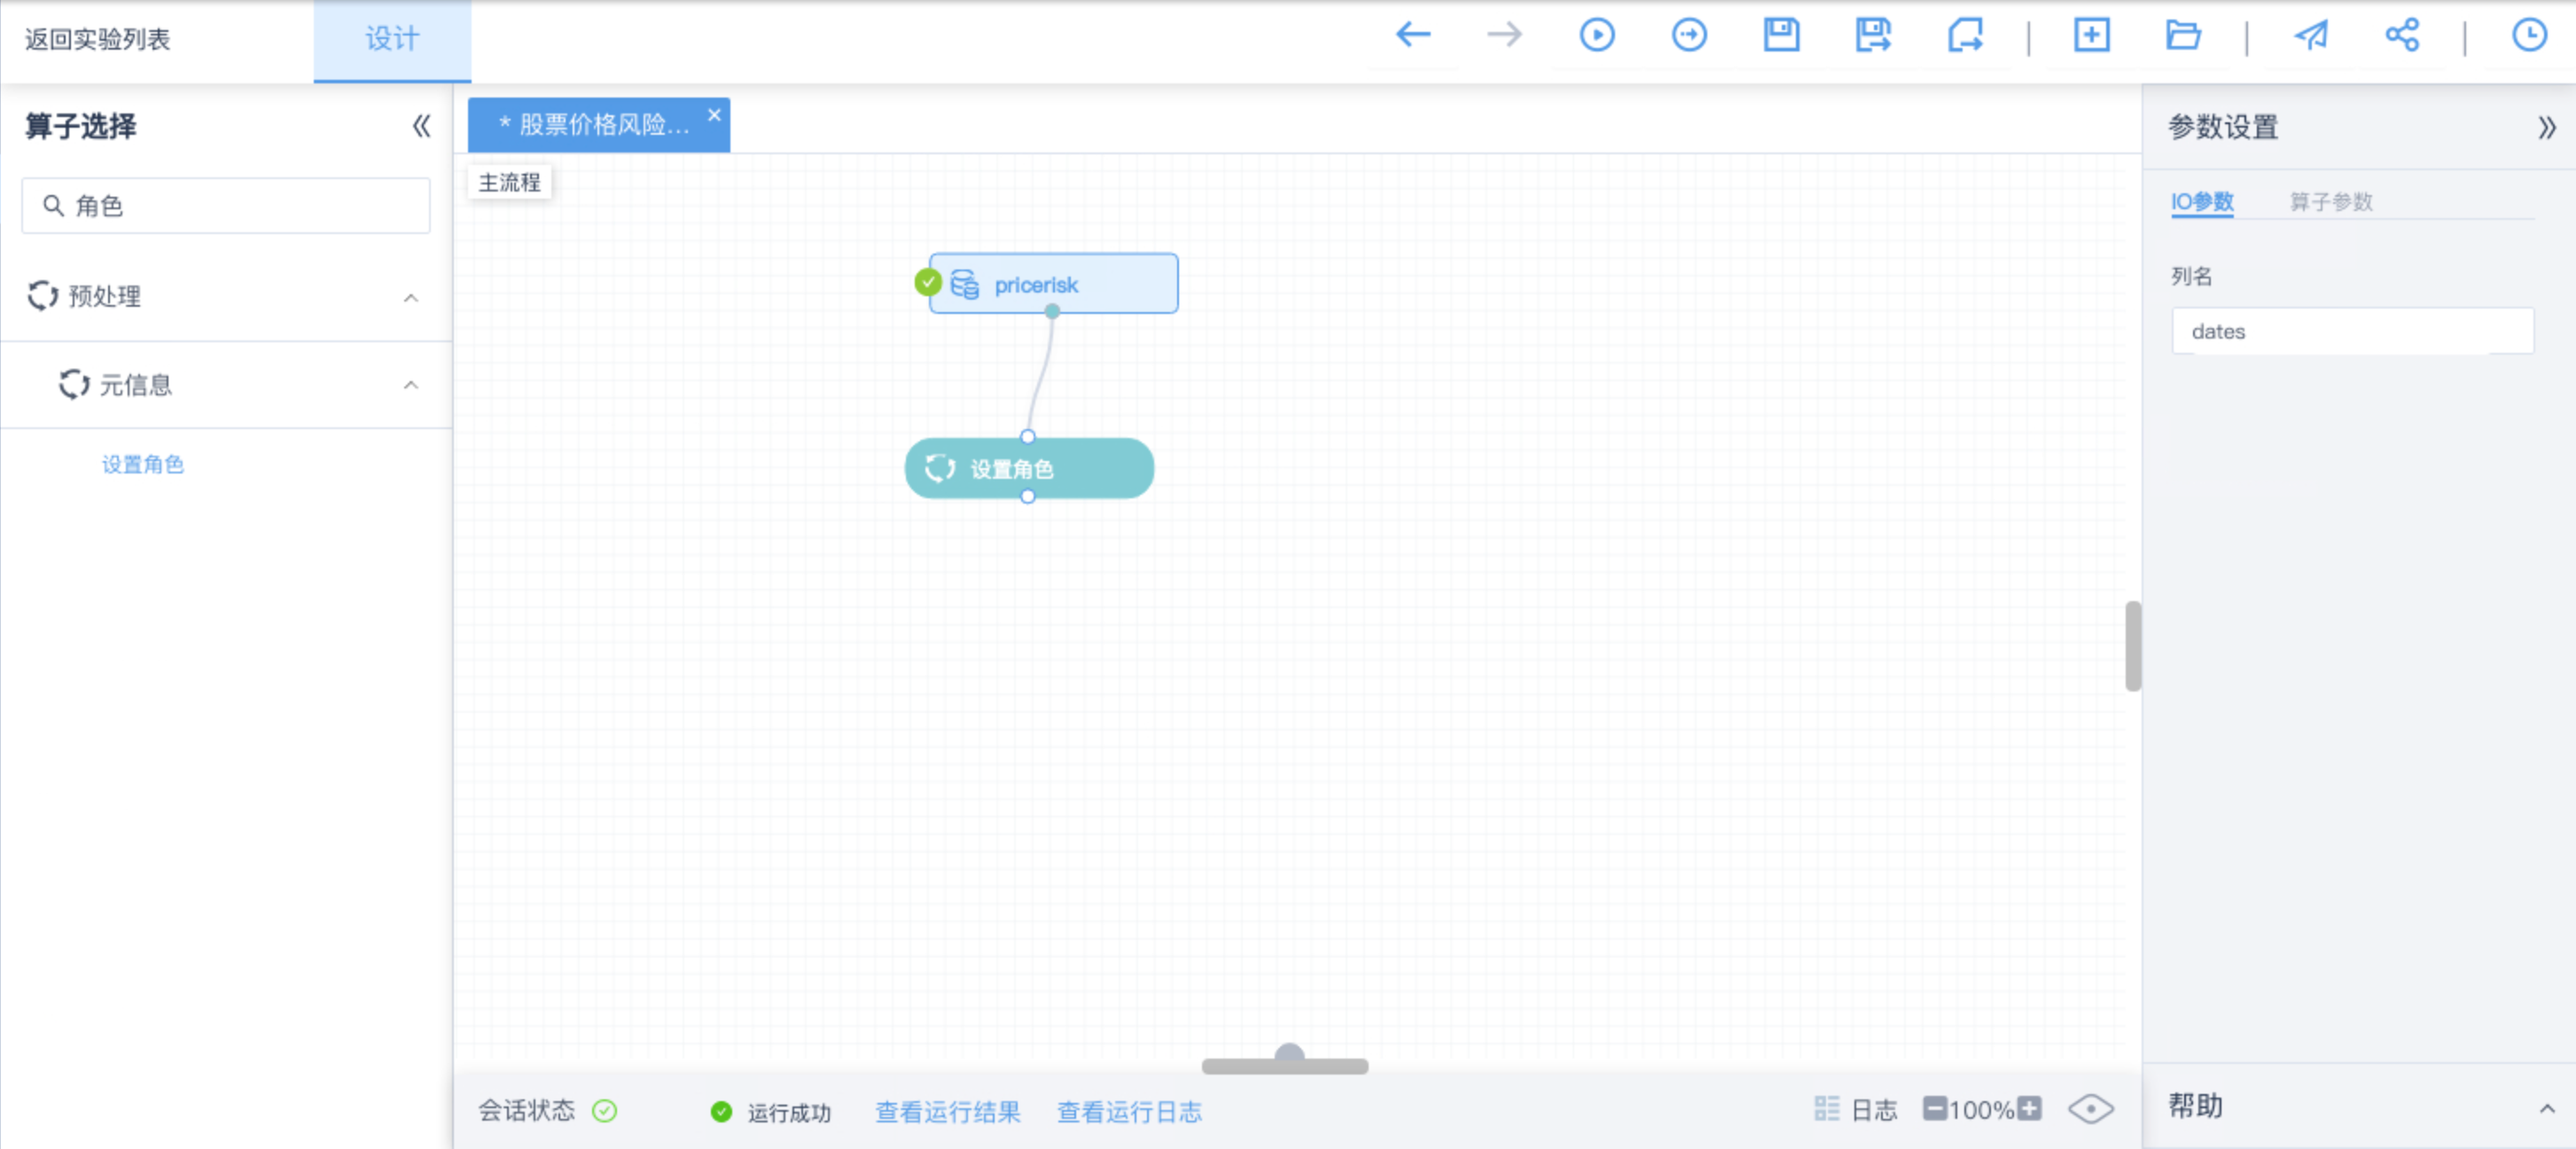 返回实验列表
设计
算子选择
角色
预处理
元信息
设置角色
* 股票价格风险...
主流程
pricerisk
设置角色
会话状态
运行成功
查看运行结果
查看运行日志
日志
100%
参数设置
IO参数
算子参数
列名
dates
帮助